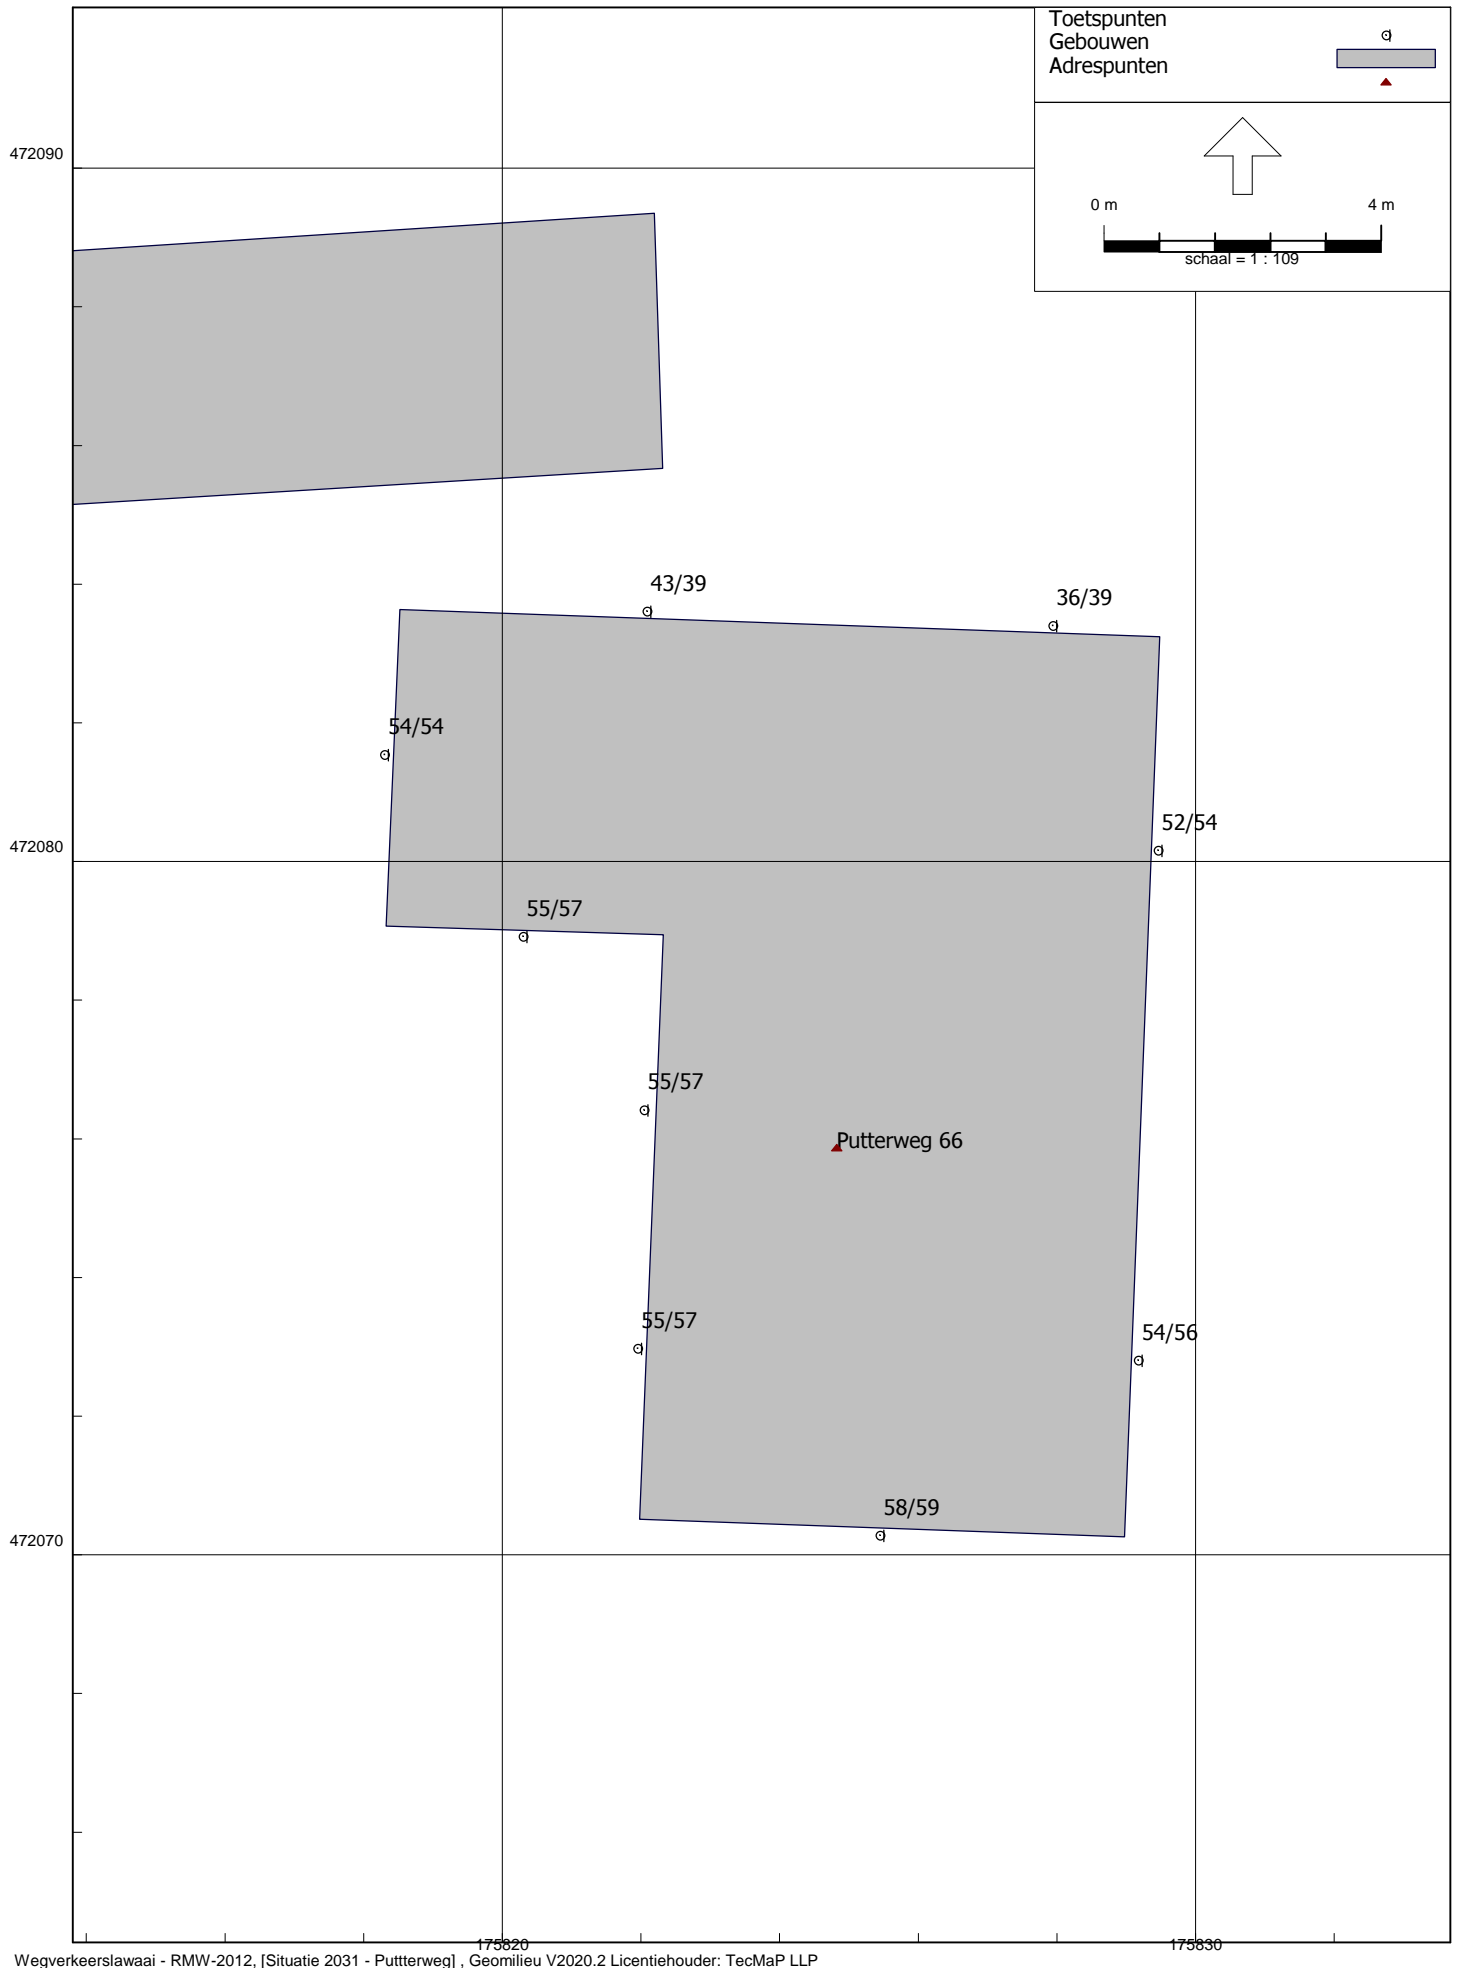 Toetspunten
Gebouwen
Adrespunten
472090
0 m 4 m
schaal = 1 : 109
43/39
36/39
54/54
52/54
472080
55/57
55/57
Putterweg 66
55/57
54/56
58/59
472070
175820 175830
Wegverkeerslawaai - RMW-2012, [Situatie 2031 - Puttterweg] , Geomilieu V2020.2 Licentiehouder: TecMaP LLP